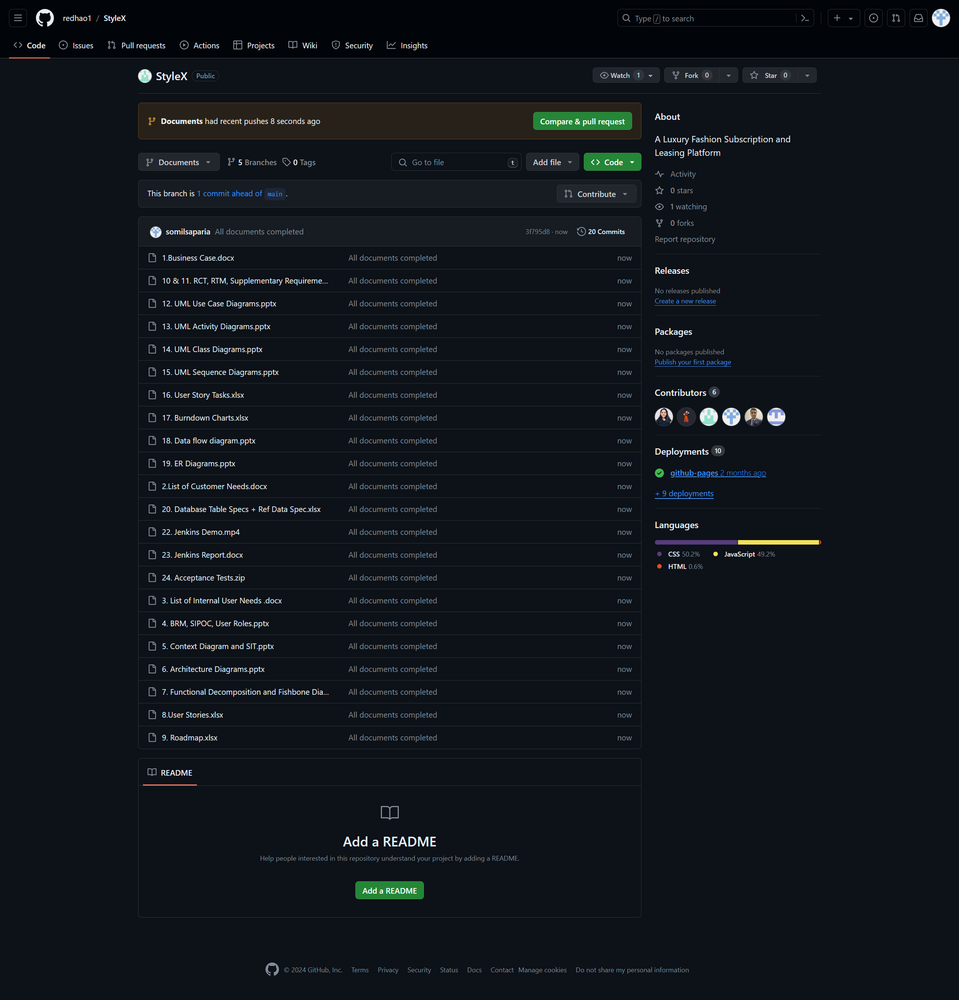 redhao1 / StyleX
Type / to search
Code Issues Pull requests Actions Projects Wiki Security Insights
StyleX Public
Watch 1 Fork 0 Star 0
Documents had recent pushes 8 seconds ago
Compare & pull request
Documents 5 Branches 0 Tags
Go to file t Add file Code
This branch is 1 commit ahead of main .
Contribute
somilsaparia All documents completed 3f795d8 · now 20 Commits
1.Business Case.docx All documents completed now
10 & 11. RCT, RTM, Supplementary Requireme... All documents completed now
12. UML Use Case Diagrams.pptx All documents completed now
13. UML Activity Diagrams.pptx All documents completed now
14. UML Class Diagrams.pptx All documents completed now
15. UML Sequence Diagrams.pptx All documents completed now
16. User Story Tasks.xlsx All documents completed now
17. Burndown Charts.xlsx All documents completed now
18. Data flow diagram.pptx All documents completed now
19. ER Diagrams.pptx All documents completed now
2.List of Customer Needs.docx All documents completed now
20. Database Table Specs + Ref Data Spec.xlsx All documents completed now
22. Jenkins Demo.mp4 All documents completed now
23. Jenkins Report.docx All documents completed now
24. Acceptance Tests.zip All documents completed now
3. List of Internal User Needs .docx All documents completed now
4. BRM, SIPOC, User Roles.pptx All documents completed now
5. Context Diagram and SIT.pptx All documents completed now
6. Architecture Diagrams.pptx All documents completed now
7. Functional Decomposition and Fishbone Dia... All documents completed now
8.User Stories.xlsx All documents completed now
9. Roadmap.xlsx All documents completed now
README
Add a README
Help people interested in this repository understand your project by adding a README.
Add a README
About
A Luxury Fashion Subscription and
Leasing Platform
Activity
0 stars
1 watching
0 forks
Report repository
Releases
No releases published
Create a new release
Packages
No packages published
Publish your first package
Contributors 6
Deployments 10
github-pages 2 months ago
+ 9 deployments
Languages
CSS 50.2% JavaScript 49.2%
HTML 0.6%
© 2024 GitHub, Inc. Terms Privacy Security Status Docs Contact Manage cookies Do not share my personal information